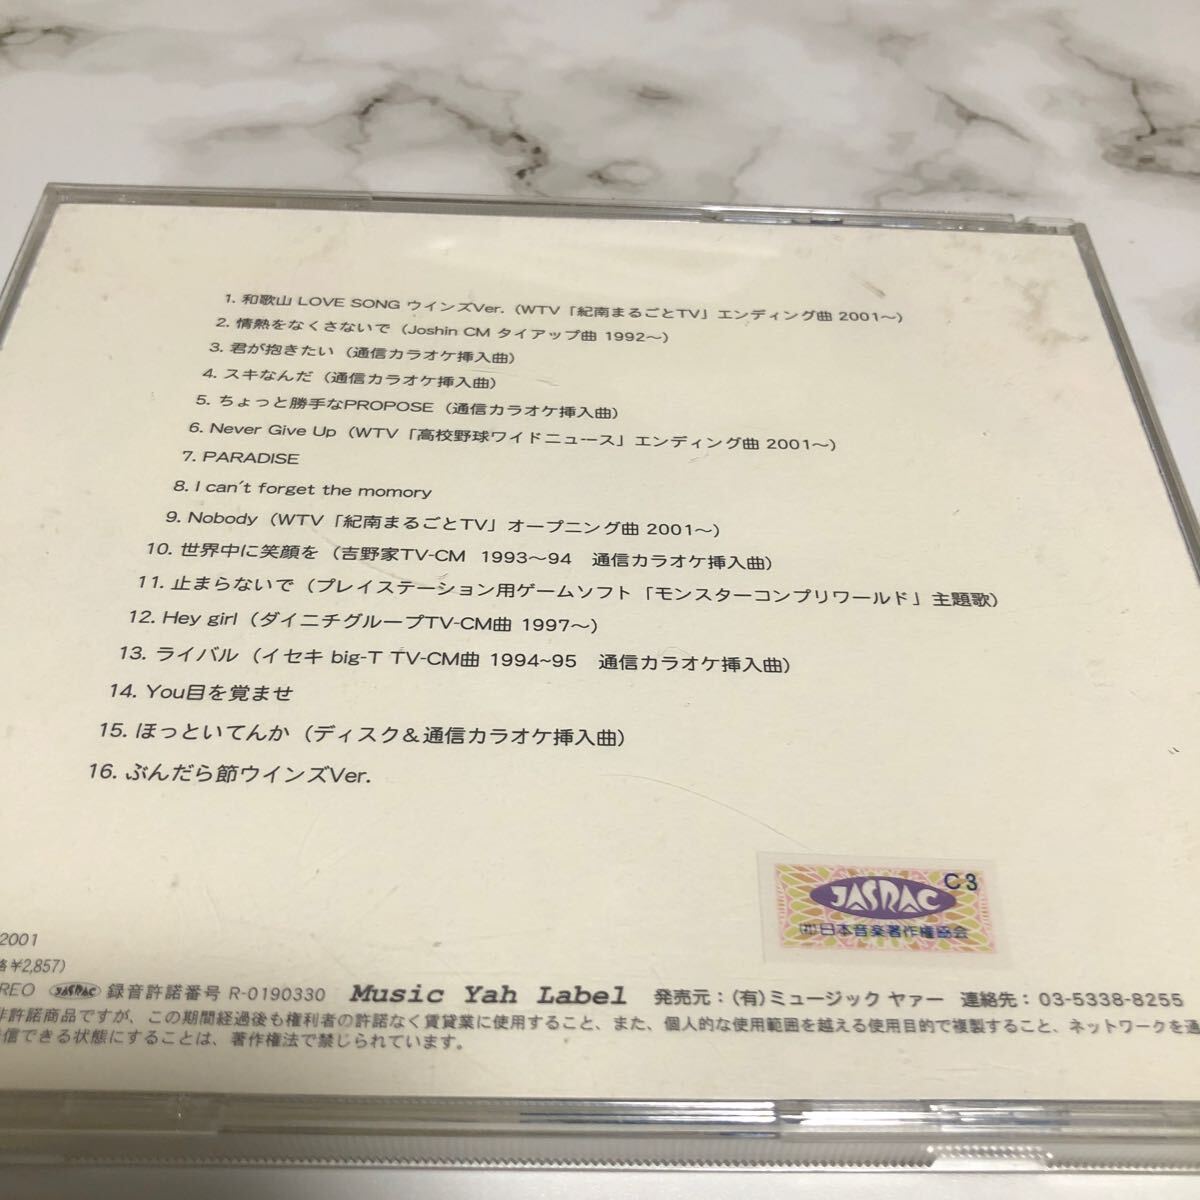 1. 和歌山 LOVE SONG ウインズVer.（WTV「紀南まるごとTV」エンディング曲 2001〜）
2. 情熱をなくさないで（Joshin CM タイアップ曲 1992〜）
3. 君が抱きたい（通信カラオケ挿入曲）
4. スキなんだ（通信カラオケ挿入曲）
5. ちょっと勝手なPROPOSE（通信カラオケ挿入曲）
6. Never Give Up（WTV「高校野球ワイドニュース」エンディング曲 2001〜）
7. PARADISE
8. I can't forget the momory
9. Nobody（WTV「紀南まるごとTV」オープニング曲 2001〜）
10. 世界中に笑顔を（吉野家TV-CM 1993〜94 通信カラオケ挿入曲）
11. 止まらないで（プレイステーション用ゲームソフト「モンスターコンプリワールド」主題歌）
12. Hey girl（ダイニチグループTV-CM曲 1997〜）
13. ライバル（イセキ big-T TV-CM曲 1994~95 通信カラオケ挿入曲）
14. You目を覚ませ
15. ほっといてんか（ディスク＆通信カラオケ挿入曲）
16. ぶんだら節ウインズVer.
JASRAC C3
(社)日本音楽著作権協会
2001
格¥2,857)
REO JASRAC 録音許諾番号 R-0190330 Music Yah Label 発売元：(有)ミュージック ヤァー 連絡先： 03-5338-8255
非許諾商品ですが、この期間経過後も権利者の許諾なく賃貸業に使用すること、また、個人的な使用範囲を越える使用目的で複製すること、ネットワークを通
信できる状態にすることは、著作権法で禁じられています。